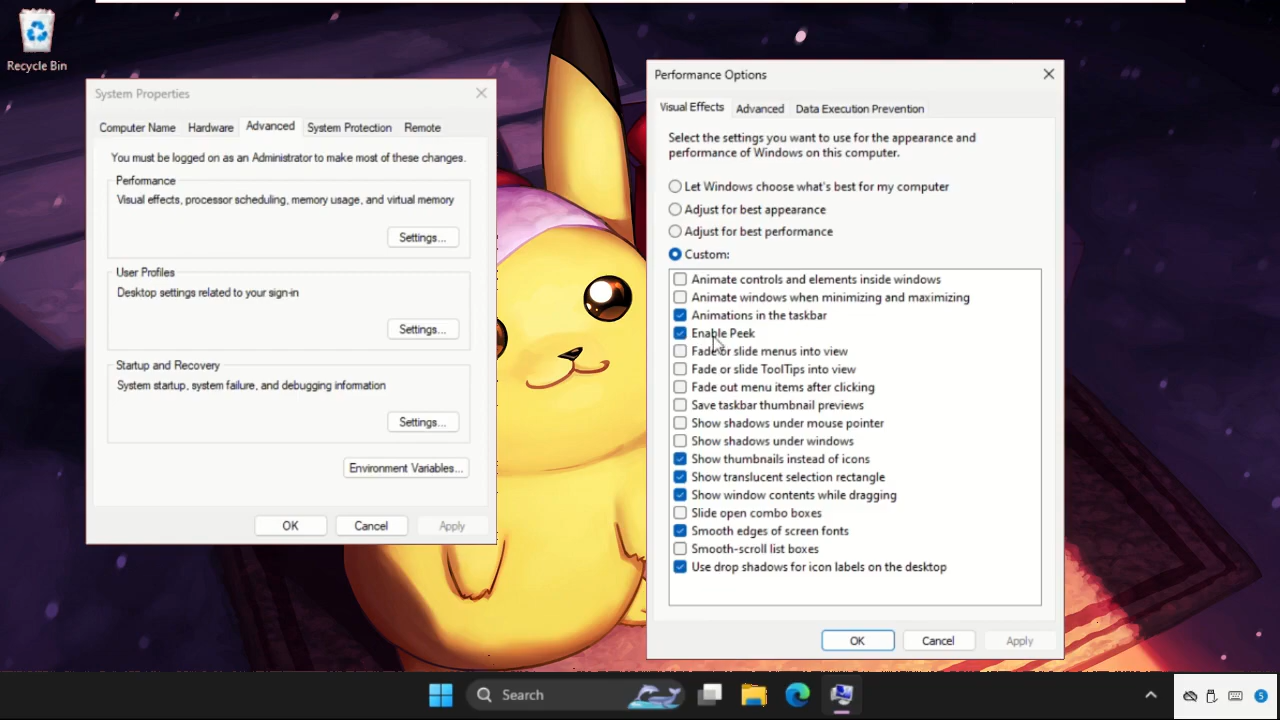 Recycle Bin
System Properties
Computer Name Hardware Advanced System Protection Remote
You must be logged on as an Administrator to make most of these changes.
Performance
Visual effects, processor scheduling, memory usage, and virtual memory
Settings...
User Profiles
Desktop settings related to your sign-in
Settings...
Startup and Recovery
System startup, system failure, and debugging information
Settings...
Environment Variables...
OK Cancel Apply
Performance Options
Visual Effects Advanced Data Execution Prevention
Select the settings you want to use for the appearance and
performance of Windows on this computer.
Let Windows choose what's best for my computer
Adjust for best appearance
Adjust for best performance
Custom:
Animate controls and elements inside windows
Animate windows when minimizing and maximizing
Animations in the taskbar
Enable Peek
Fade or slide menus into view
Fade or slide ToolTips into view
Fade out menu items after clicking
Save taskbar thumbnail previews
Show shadows under mouse pointer
Show shadows under windows
Show thumbnails instead of icons
Show translucent selection rectangle
Show window contents while dragging
Slide open combo boxes
Smooth edges of screen fonts
Smooth-scroll list boxes
Use drop shadows for icon labels on the desktop
OK Cancel Apply
Search
5